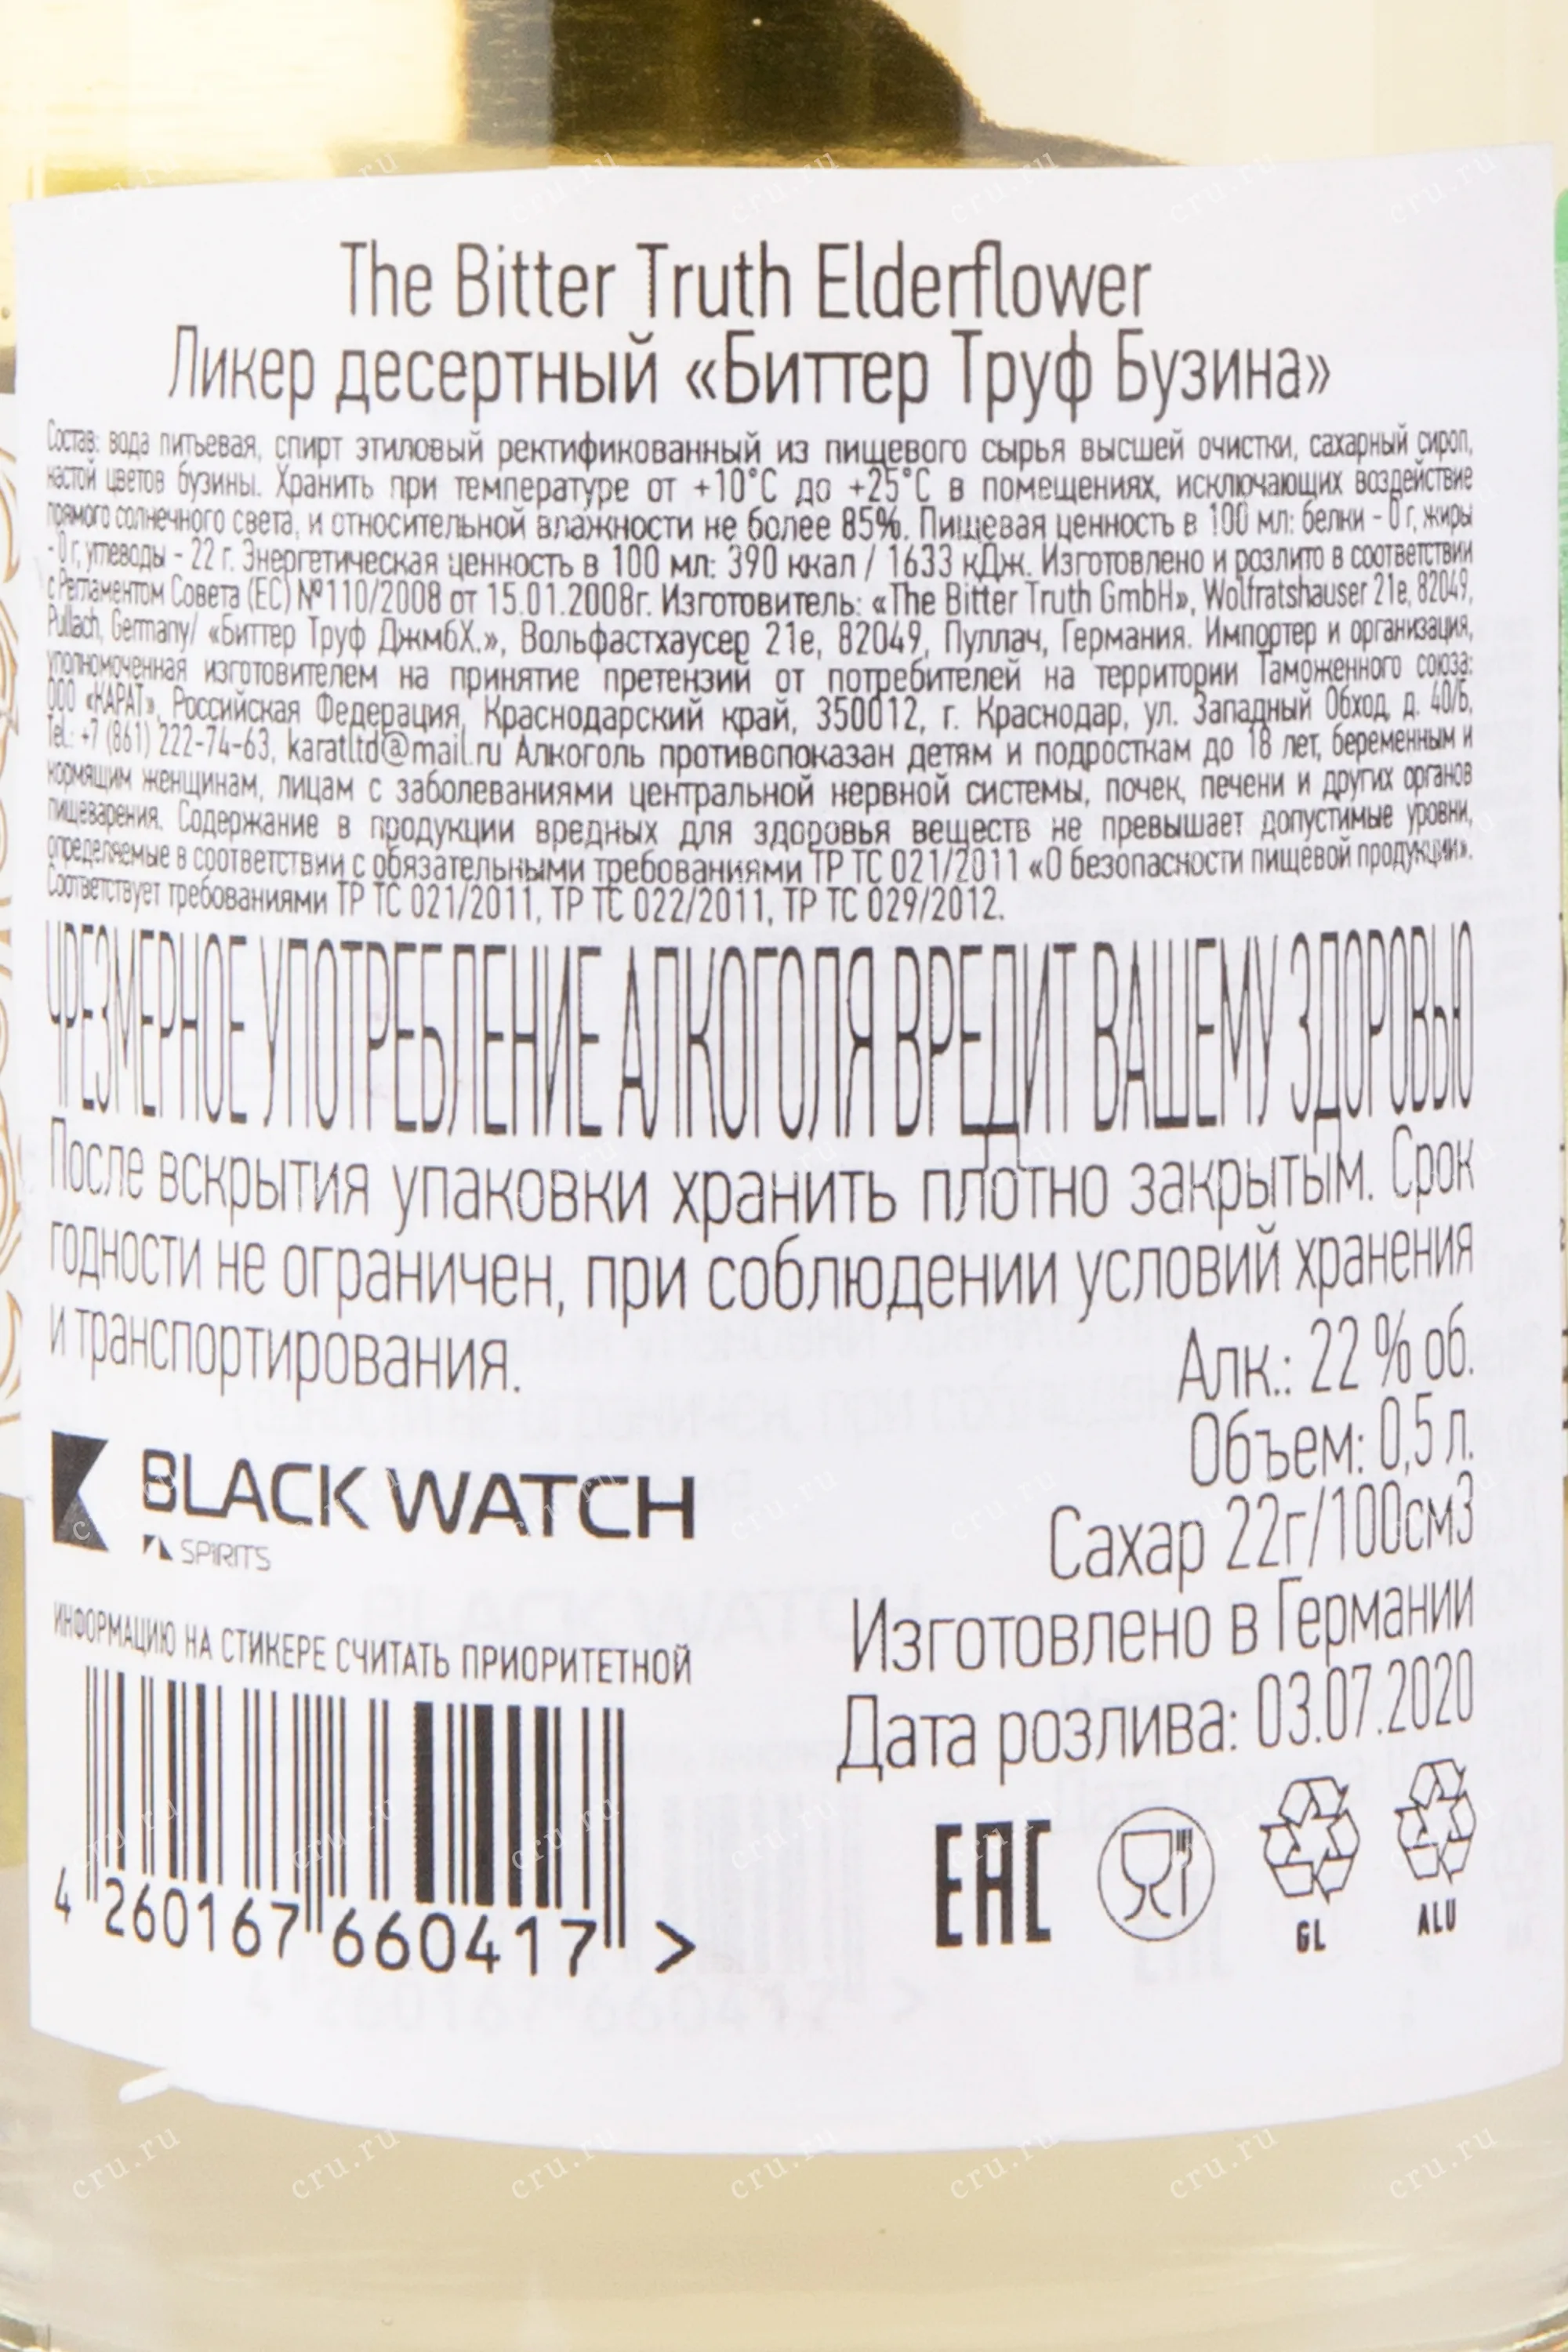 The Bitter Truth Elderflower
Ликер десертный «Биттер Труф Бузина»
Состав: вода питьевая, спирт этиловый ректификованный из пищевого сырья высшей очистки, сахарный сироп,
настой цветов бузины. Хранить при температуре от +10°C до +25°C в помещениях, исключающих воздействие
прямого солнечного света, и относительной влажности не более 85%. Пищевая ценность в 100 мл: белки - 0 г, жиры
- 0 г, углеводы - 22 г. Энергетическая ценность в 100 мл: 390 ккал / 1633 кДж. Изготовлено и розлито в соответствии
с Регламентом Совета (ЕС) №110/2008 от 15.01.2008г. Изготовитель: «The Bitter Truth GmbH», Wolfratshauser 21e, 82049,
Pullach, Germany/ «Биттер Труф ДжмбХ.», Вольфастхаусер 21е, 82049, Пуллач, Германия. Импортер и организация,
уполномоченная изготовителем на принятие претензий от потребителей на территории Таможенного союза:
ООО «КАРАТ», Российская Федерация, Краснодарский край, 350012, г. Краснодар, ул. Западный Обход, д. 40/Б,
Tel.: +7 (861) 222-74-63, karatltd@mail.ru Алкоголь противопоказан детям и подросткам до 18 лет, беременным и
кормящим женщинам, лицам с заболеваниями центральной нервной системы, почек, печени и других органов
пищеварения. Содержание в продукции вредных для здоровья веществ не превышает допустимые уровни,
определяемые в соответствии с обязательными требованиями ТР ТС 021/2011 «О безопасности пищевой продукции».
Соответствует требованиями ТР ТС 021/2011, ТР ТС 022/2011, ТР ТС 029/2012.
ЧРЕЗМЕРНОЕ УПОТРЕБЛЕНИЕ АЛКОГОЛЯ ВРЕДИТ ВАШЕМУ ЗДОРОВЬЮ
После вскрытия упаковки хранить плотно закрытым. Срок
годности не ограничен, при соблюдении условий хранения
и транспортирования.
Алк.: 22 % об.
Объем: 0,5 л.
Сахар 22г/100см3
Изготовлено в Германии
Дата розлива: 03.07.2020
BLACK WATCH
SPIRITS
ИНФОРМАЦИЮ НА СТИКЕРЕ СЧИТАТЬ ПРИОРИТЕТНОЙ
4 260167 660417 >
EAC
GL
ALU
cru.ru